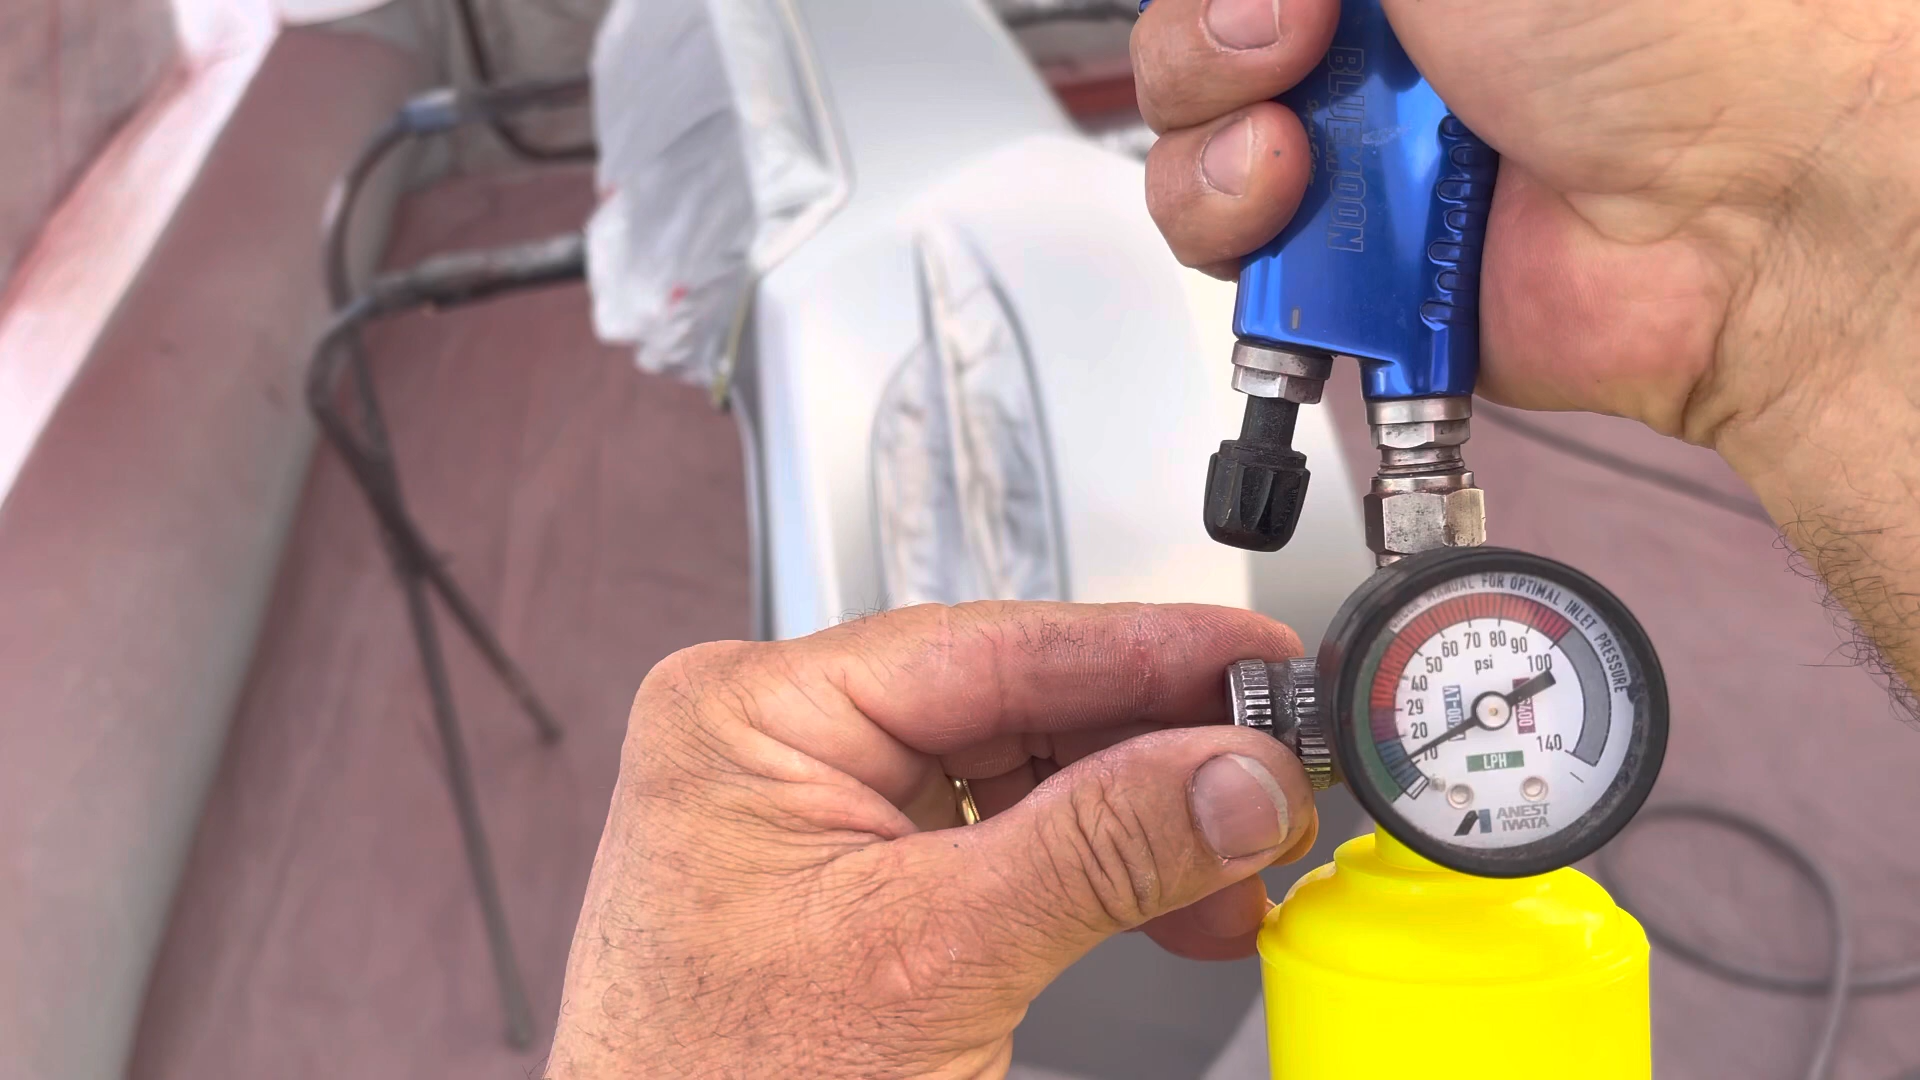 BLUEMOON
CHECK MANUAL FOR OPTIMAL INLET PRESSURE
10 20 29 40 50 60 70 80 90 100 140
psi
LPH
ANEST
IWATA